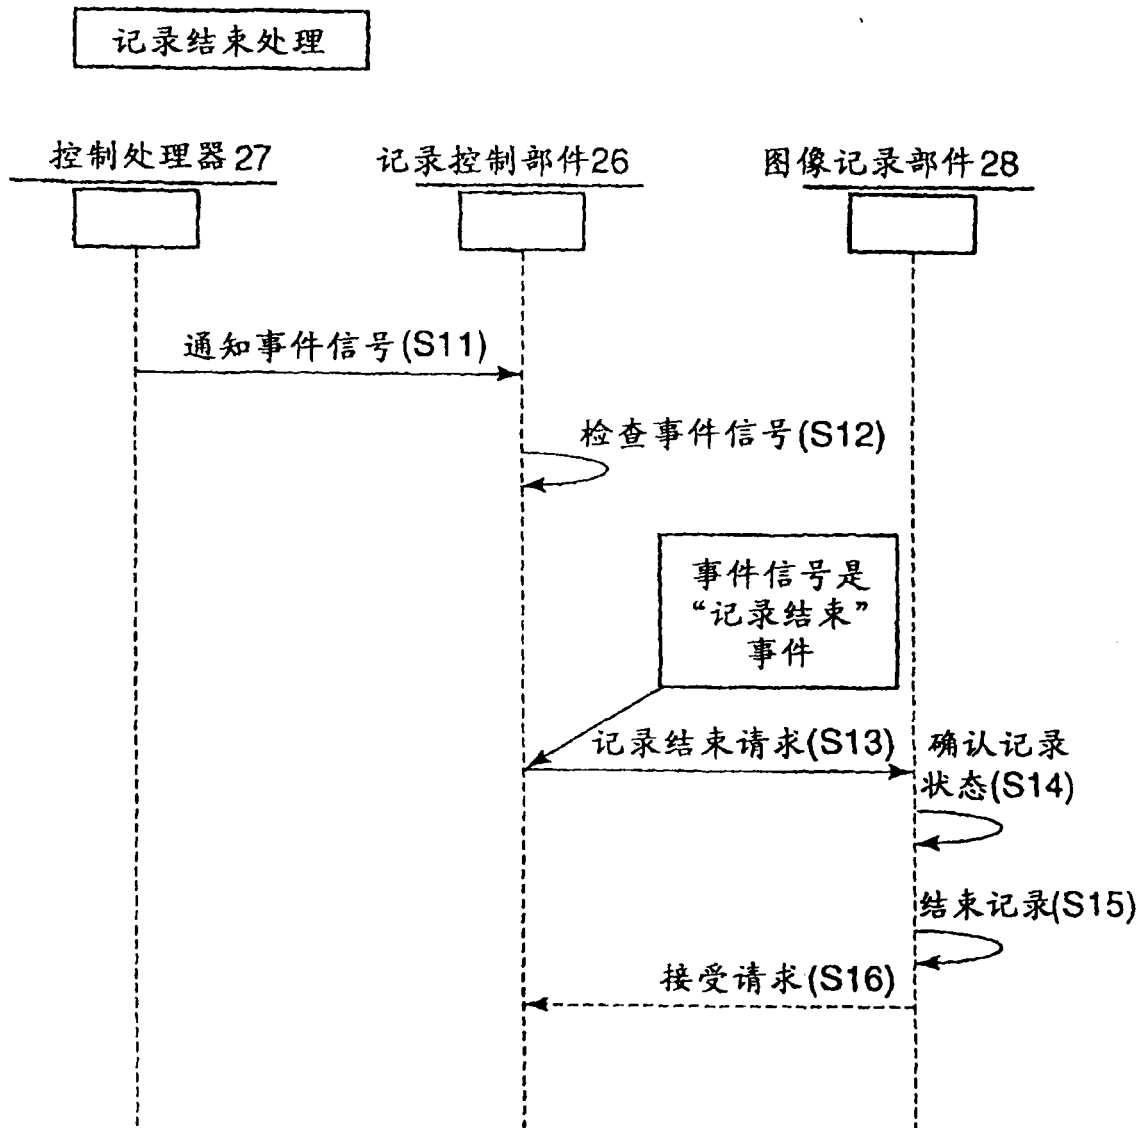 记录结束处理
控制处理器27
记录控制部件26
图像记录部件28
通知事件信号(S11)
检查事件信号(S12)
事件信号是
“记录结束”
事件
记录结束请求(S13)
确认记录
状态(S14)
结束记录(S15)
接受请求(S16)